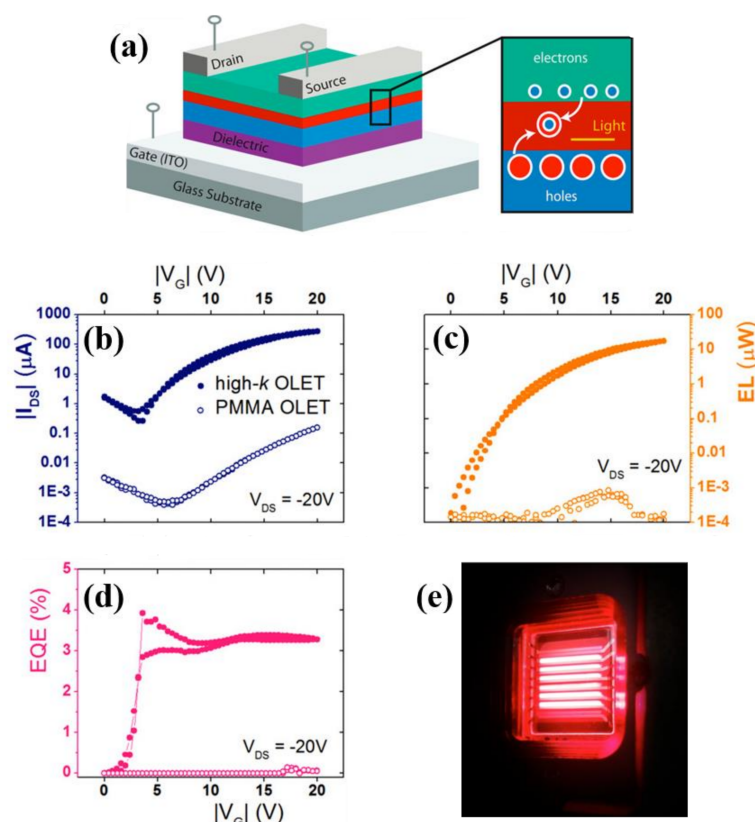 (a)
Drain
Source
Dielectric
Gate (ITO)
Glass Substrate
electrons
Light
holes
|V_G| (V)
0 5 10 15 20
1000
100
10
1
0.1
0.01
1E-3
1E-4
|I_DS| (μA)
(b)
high-k OLET
PMMA OLET
V_DS = -20V
|V_G| (V)
0 5 10 15 20
(c)
100
10
1
0.1
0.01
1E-3
1E-4
EL (μW)
V_DS = -20V
(d)
5
4
3
2
1
0
EQE (%)
V_DS = -20V
0 5 10 15 20
|V_G| (V)
(e)